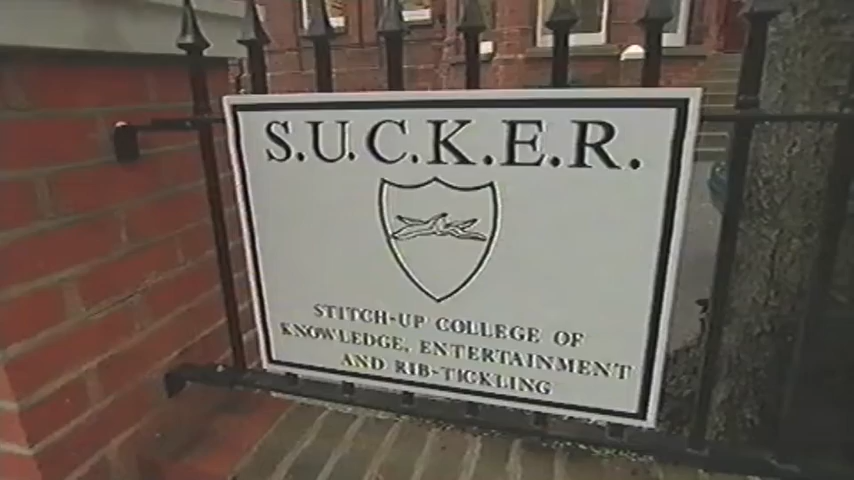 S.U.C.K.E.R.
STITCH-UP COLLEGE OF
KNOWLEDGE, ENTERTAINMENT
AND RIB-TICKLING